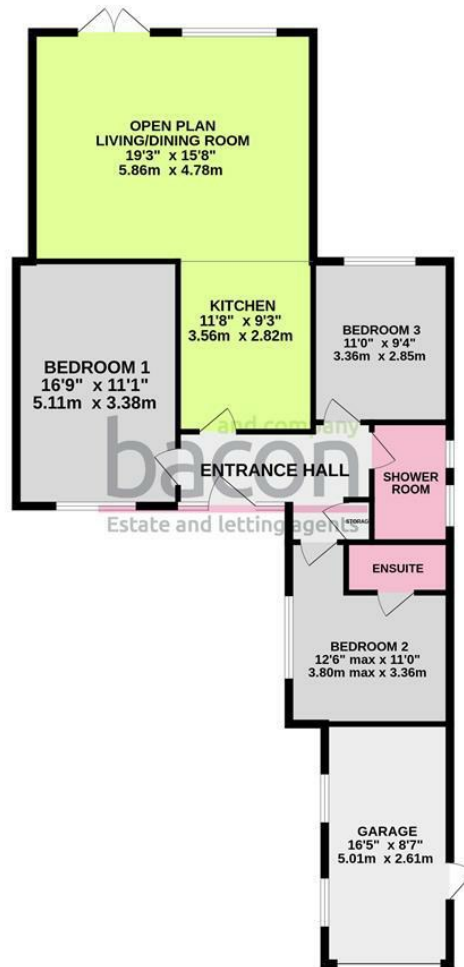 OPEN PLAN
LIVING/DINING ROOM
19'3" x 15'8"
5.86m x 4.78m
KITCHEN
11'8" x 9'3"
3.56m x 2.82m
BEDROOM 3
11'0" x 9'4"
3.36m x 2.85m
BEDROOM 1
16'9" x 11'1"
5.11m x 3.38m
and company
bacon
Estate and letting agents
ENTRANCE HALL
SHOWER
ROOM
STORAGE
ENSUITE
BEDROOM 2
12'6" max x 11'0"
3.80m max x 3.36m
GARAGE
16'5" x 8'7"
5.01m x 2.61m